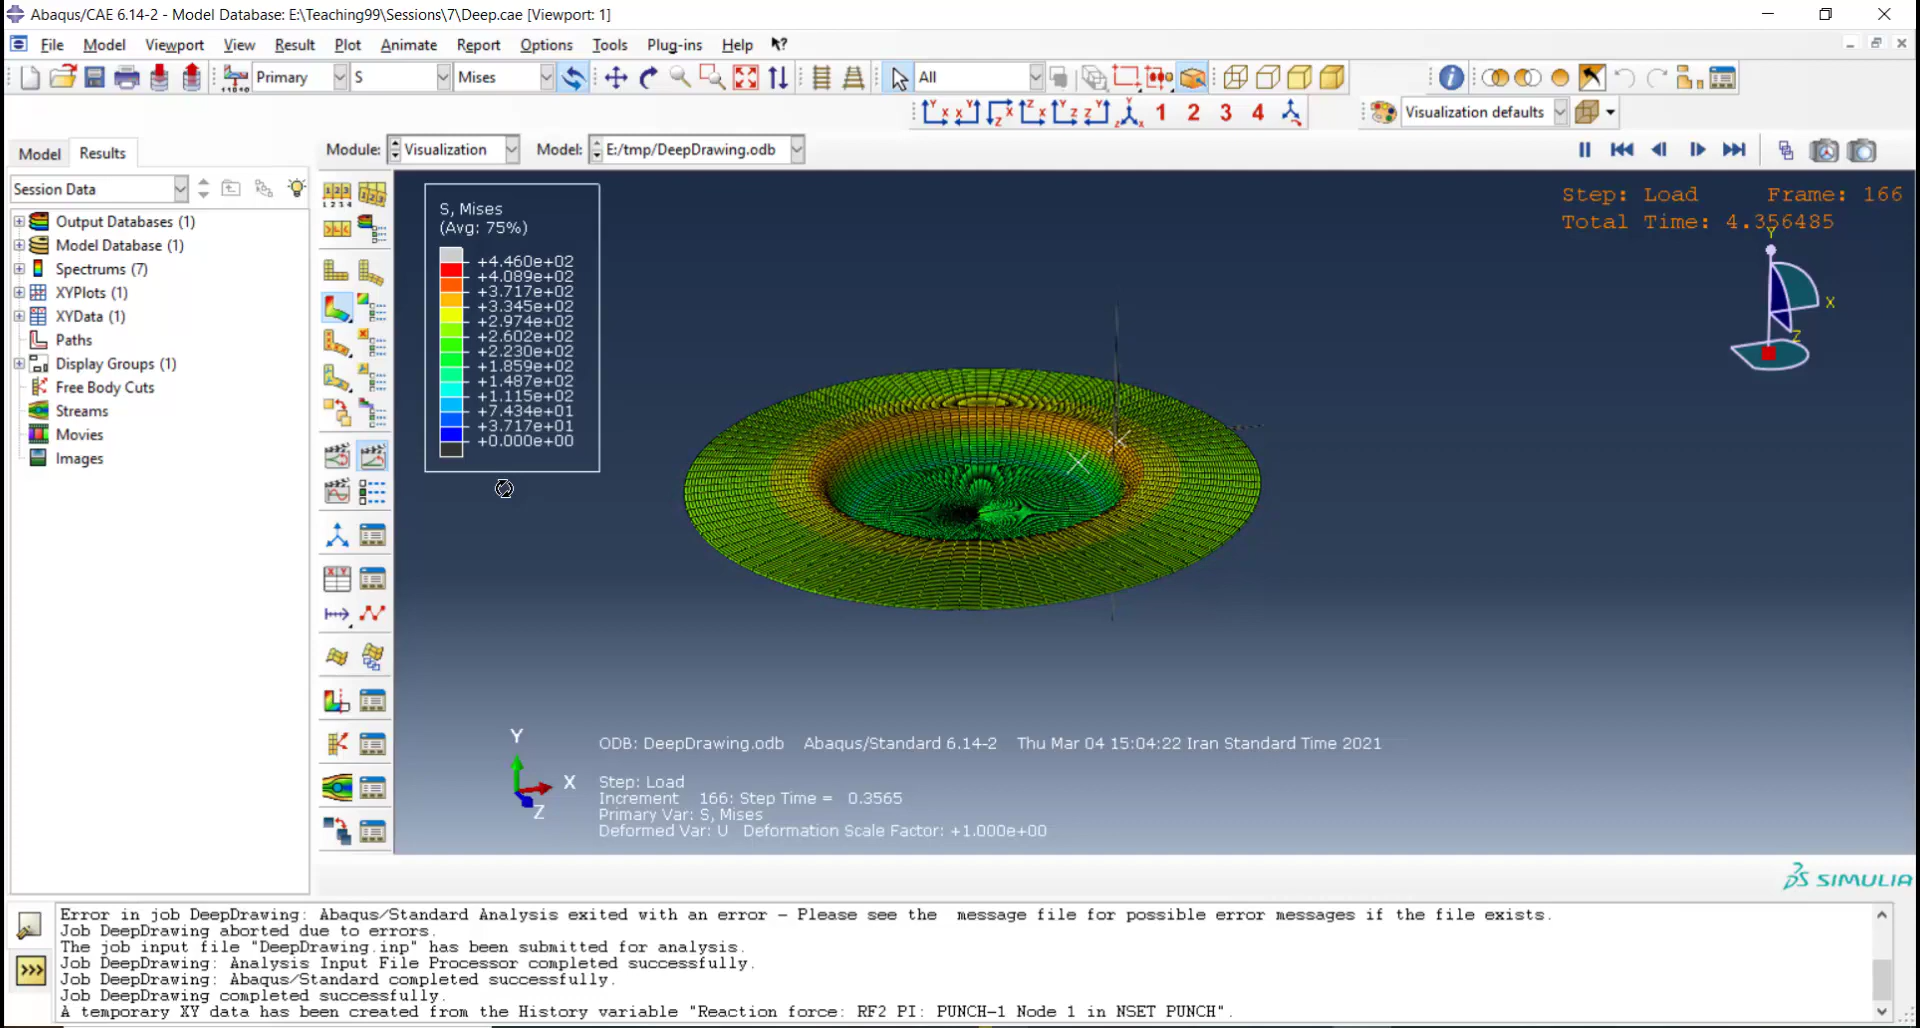 Abaqus/CAE 6.14-2 - Model Database: E:\Teaching99\Sessions\7\Deep.cae [Viewport: 1]
File Model Viewport View Result Plot Animate Report Options Tools Plug-ins Help
Primary S Mises All
1 2 3 4 Visualization defaults
Model Results Module: Visualization Model: E:/tmp/DeepDrawing.odb
Session Data
Output Databases (1)
Model Database (1)
Spectrums (7)
XYPlots (1)
XYData (1)
Paths
Display Groups (1)
Free Body Cuts
Streams
Movies
Images
S, Mises
(Avg: 75%)
+4.460e+02
+4.089e+02
+3.717e+02
+3.345e+02
+2.974e+02
+2.602e+02
+2.230e+02
+1.859e+02
+1.487e+02
+1.115e+02
+7.434e+01
+3.717e+01
+0.000e+00
Step: Load Frame: 166
Total Time: 4.356485
Y
X
Z
Y
X
Z
ODB: DeepDrawing.odb Abaqus/Standard 6.14-2 Thu Mar 04 15:04:22 Iran Standard Time 2021
Step: Load
Increment 166: Step Time = 0.3565
Primary Var: S, Mises
Deformed Var: U Deformation Scale Factor: +1.000e+00
SIMULIA
Error in job DeepDrawing: Abaqus/Standard Analysis exited with an error - Please see the message file for possible error messages if the file exists.
Job DeepDrawing aborted due to errors.
The job input file "DeepDrawing.inp" has been submitted for analysis.
Job DeepDrawing: Analysis Input File Processor completed successfully.
Job DeepDrawing: Abaqus/Standard completed successfully.
Job DeepDrawing completed successfully.
A temporary XY data has been created from the History variable "Reaction force: RF2 PI: PUNCH-1 Node 1 in NSET PUNCH".